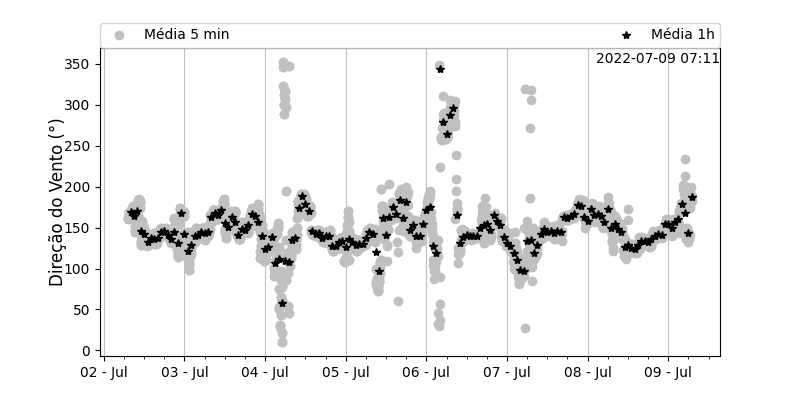 Média 5 min
Média 1h
2022-07-09 07:11
Direção do Vento (°)
350
300
250
200
150
100
50
0
02 - Jul
03 - Jul
04 - Jul
05 - Jul
06 - Jul
07 - Jul
08 - Jul
09 - Jul